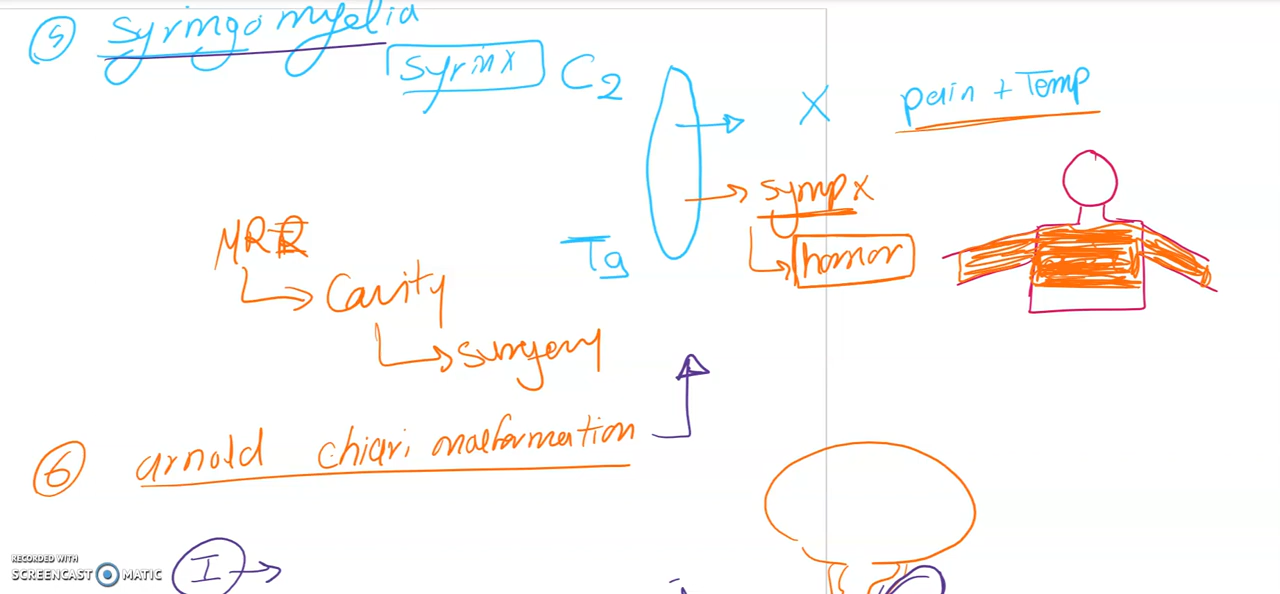 5 syringomyelia
syrinx C2
X pain + Temp
symp x
horner
T9
MRI
Cavity
surgery
6 arnold chiari malformation
I
RECORDED WITH
SCREENCAST MATIC